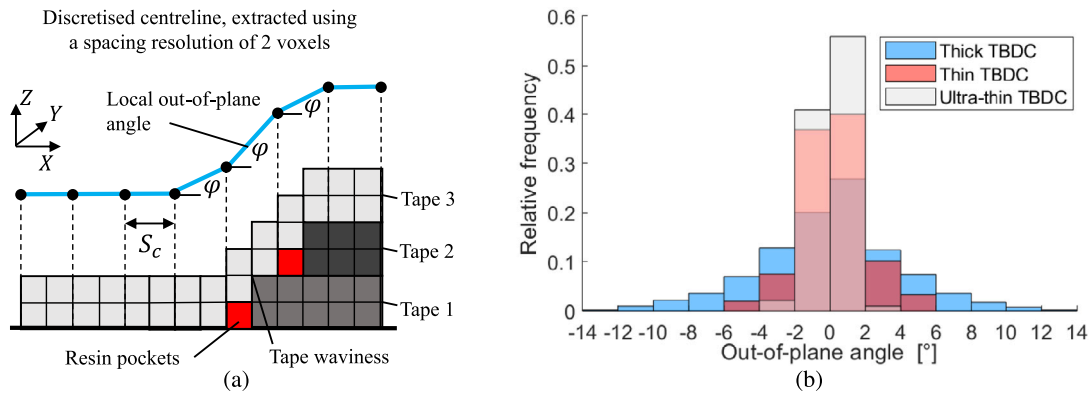 Discretised centreline, extracted using
a spacing resolution of 2 voxels
Local out-of-plane
angle
Z
Y
X
φ
φ
φ
S_c
Tape 3
Tape 2
Tape 1
Resin pockets
Tape waviness
(a)
0.6
0.5
0.4
0.3
0.2
0.1
0
Relative frequency
Thick TBDC
Thin TBDC
Ultra-thin TBDC
-14 -12 -10 -8 -6 -4 -2 0 2 4 6 8 10 12 14
Out-of-plane angle [°]
(b)